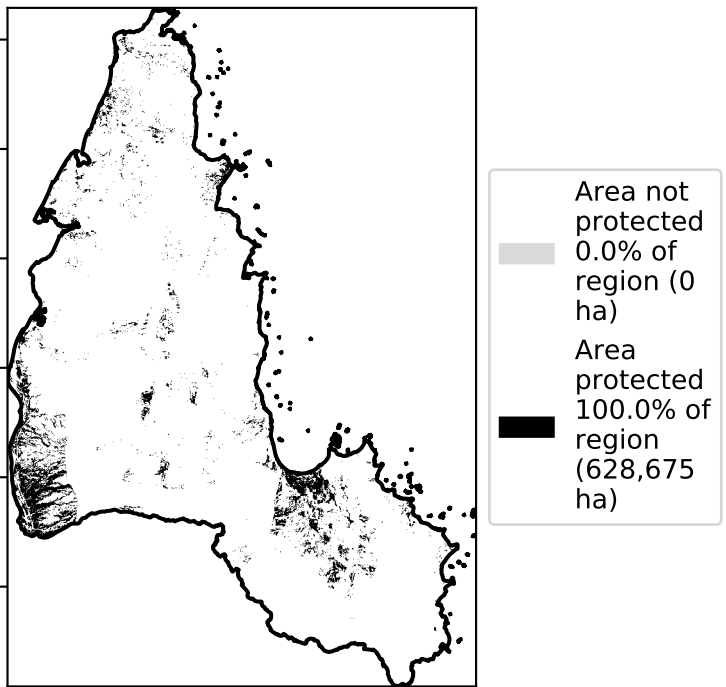 Area not
protected
0.0% of
region (0
ha)
Area
protected
100.0% of
region
(628,675
ha)